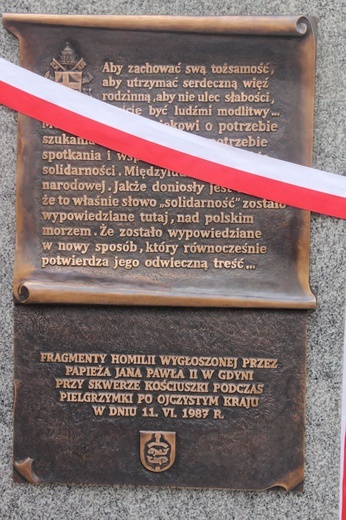 Aby zachować swą tożsamość,
aby utrzymać serdeczną więź
rodzinną, aby nie ulec słabości,
być ludźmi modlitwy...
o potrzebie
szukania potrzebie
spotkania i
solidarności. Między
narodowej. Jakże doniosły jest
że to właśnie słowo „solidarność" zostało
wypowiedziane tutaj, nad polskim
morzem. Że zostało wypowiedziane
w nowy sposób, który równocześnie
potwierdza jego odwieczną treść...
FRAGMENTY HOMILII WYGŁOSZONEJ PRZEZ
PAPIEŻA JANA PAWŁA II W GDYNI
PRZY SKWERZE KOŚCIUSZKI PODCZAS
PIELGRZYMKI PO OJCZYSTYM KRAJU
W DNIU 11. VI. 1987 R.